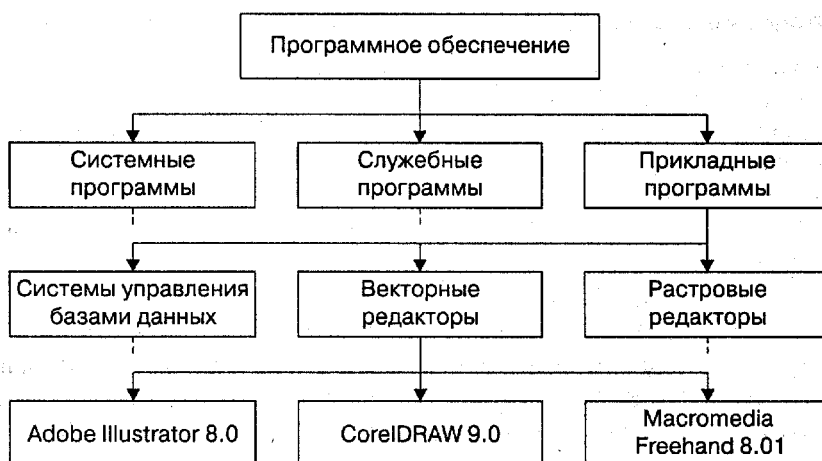 Программное обеспечение
Системные
программы
Служебные
программы
Прикладные
программы
Системы управления
базами данных
Векторные
редакторы
Растровые
редакторы
Adobe Illustrator 8.0
CorelDRAW 9.0
Macromedia
Freehand 8.01